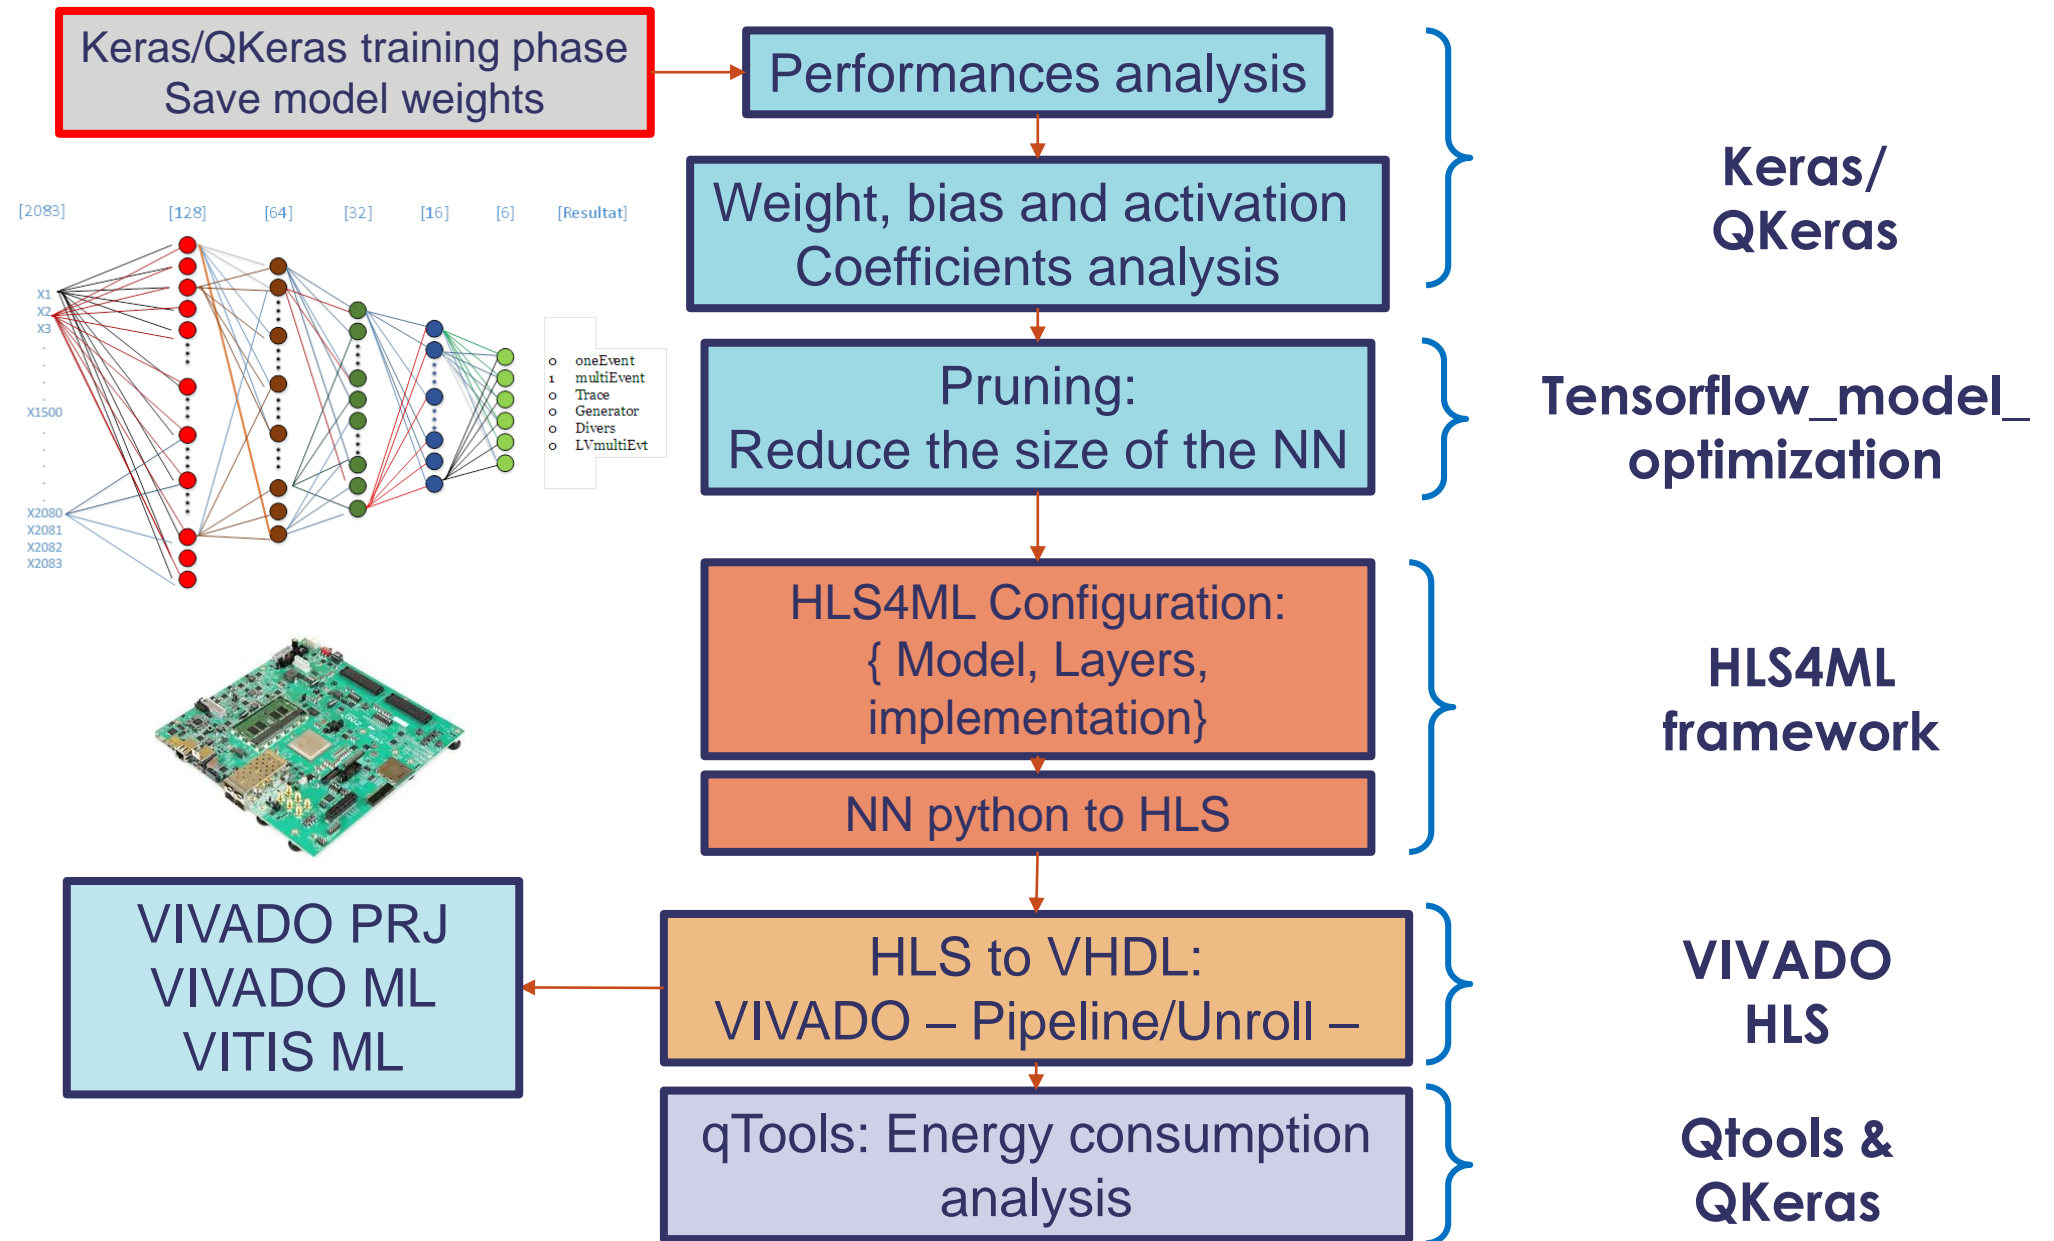 Keras/QKeras training phase
Save model weights
Performances analysis
Weight, bias and activation
Coefficients analysis
Keras/
QKeras
[2083]
[128]
[64]
[32]
[16]
[6]
[Resultat]
X1
X2
X3
.
.
.
.
X1500
.
.
.
.
.
X2080
X2081
X2082
X2083
0 oneEvent
1 multiEvent
0 Trace
0 Generator
0 Divers
0 LVmultiEvt
Pruning:
Reduce the size of the NN
Tensorflow_model_
optimization
HLS4ML Configuration:
{ Model, Layers,
implementation}
NN python to HLS
HLS4ML
framework
VIVADO PRJ
VIVADO ML
VITIS ML
HLS to VHDL:
VIVADO – Pipeline/Unroll –
VIVADO
HLS
qTools: Energy consumption
analysis
Qtools &
QKeras